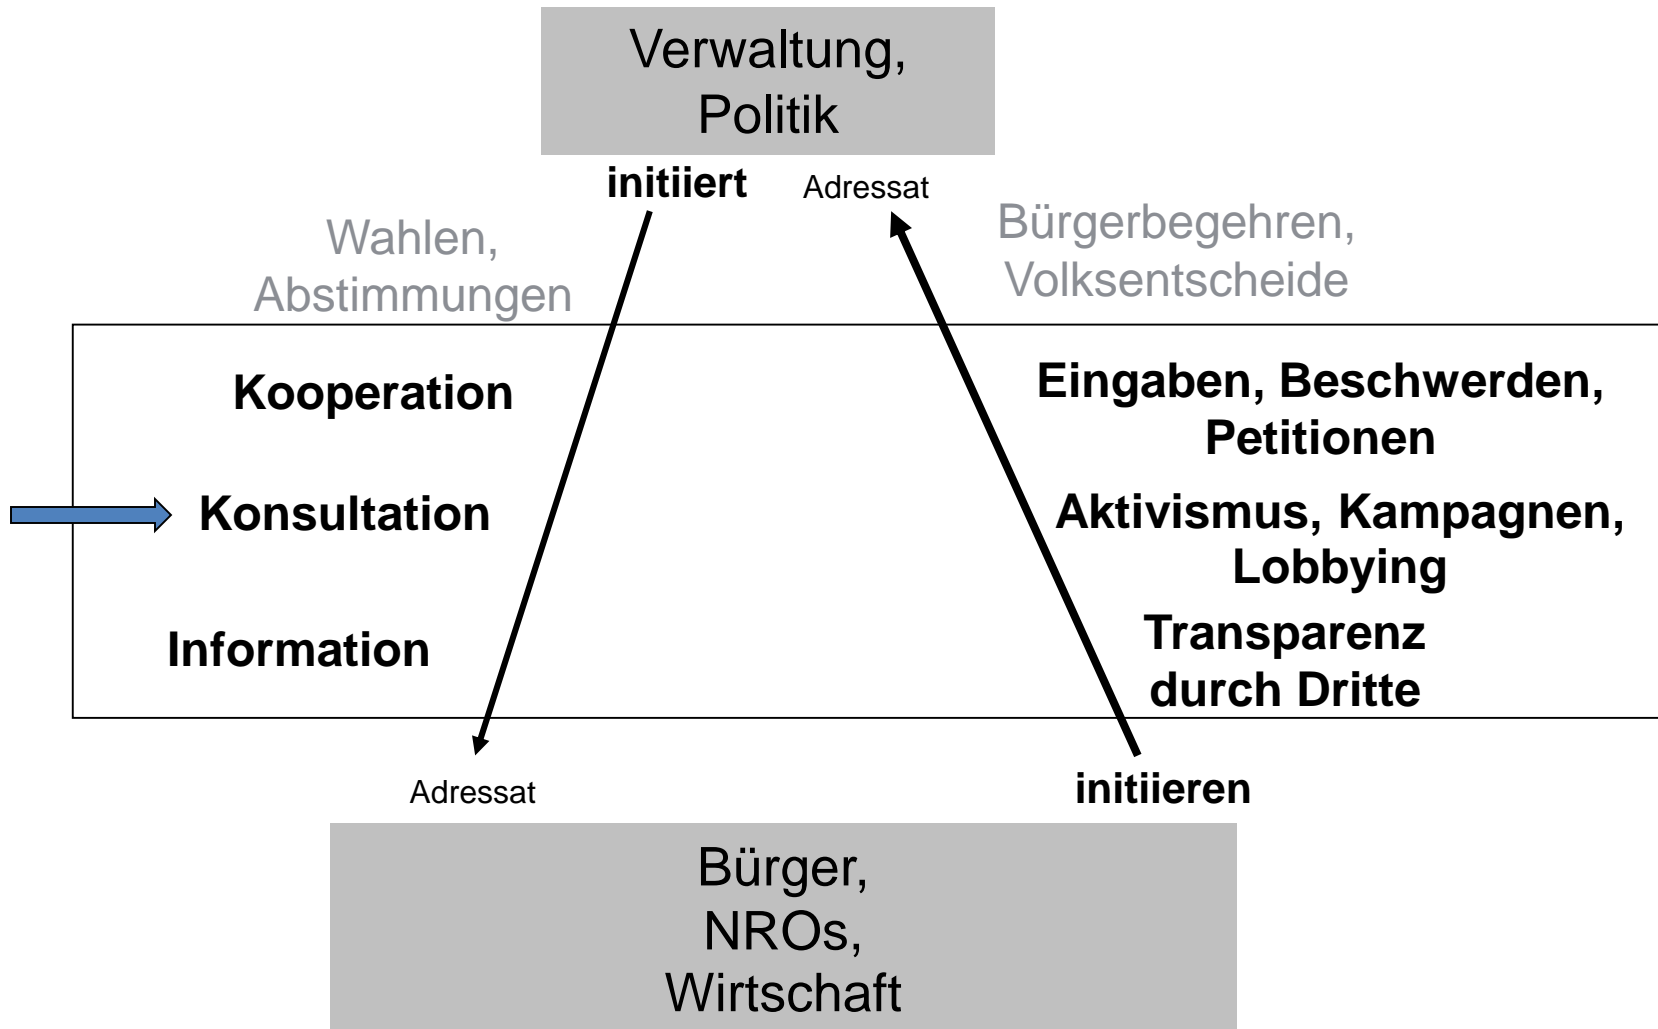 Verwaltung,
Politik
initiiert
Adressat
Wahlen,
Abstimmungen
Bürgerbegehren,
Volksentscheide
Kooperation
Eingaben, Beschwerden,
Petitionen
Konsultation
Aktivismus, Kampagnen,
Lobbying
Information
Transparenz
durch Dritte
Adressat
initiieren
Bürger,
NROs,
Wirtschaft